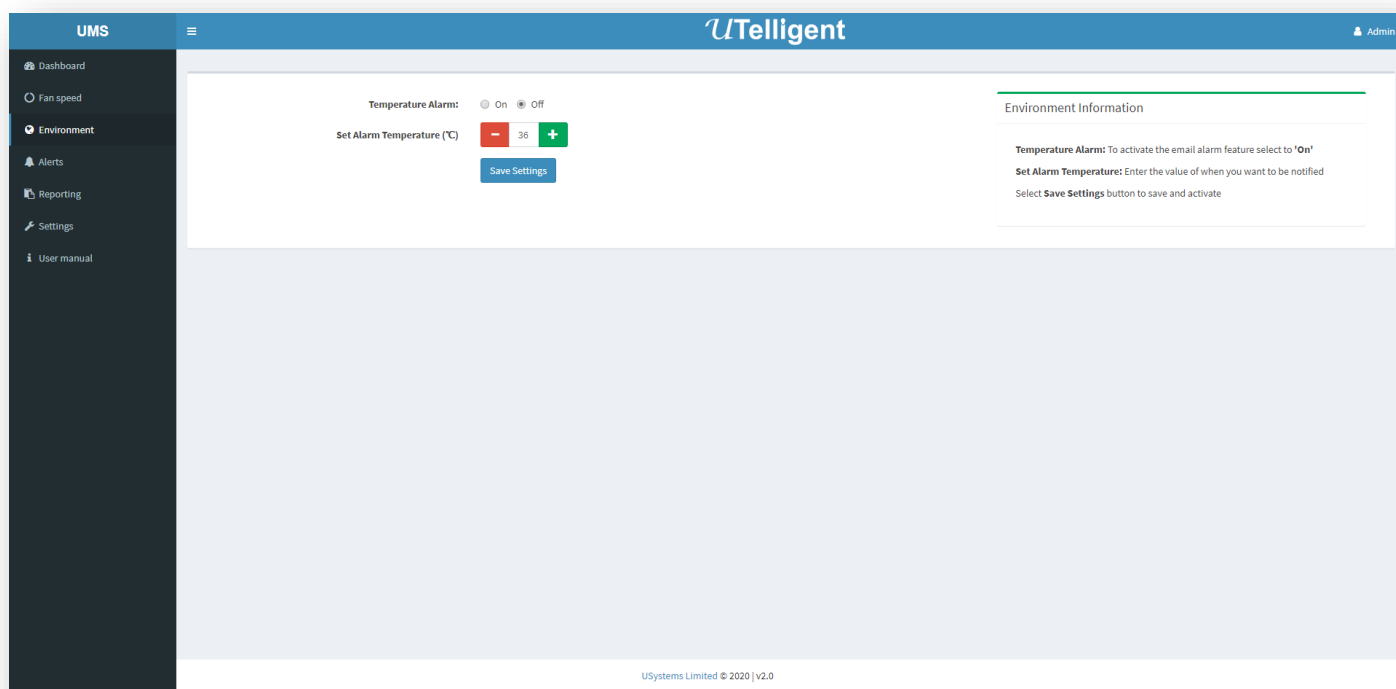 UMS
UTelligent
Admin
Dashboard
Fan speed
Environment
Alerts
Reporting
Settings
User manual
Temperature Alarm: On Off
Set Alarm Temperature (℃) 36
Save Settings
Environment Information
Temperature Alarm: To activate the email alarm feature select to 'On'
Set Alarm Temperature: Enter the value of when you want to be notified
Select Save Settings button to save and activate
USystems Limited © 2020 | v2.0